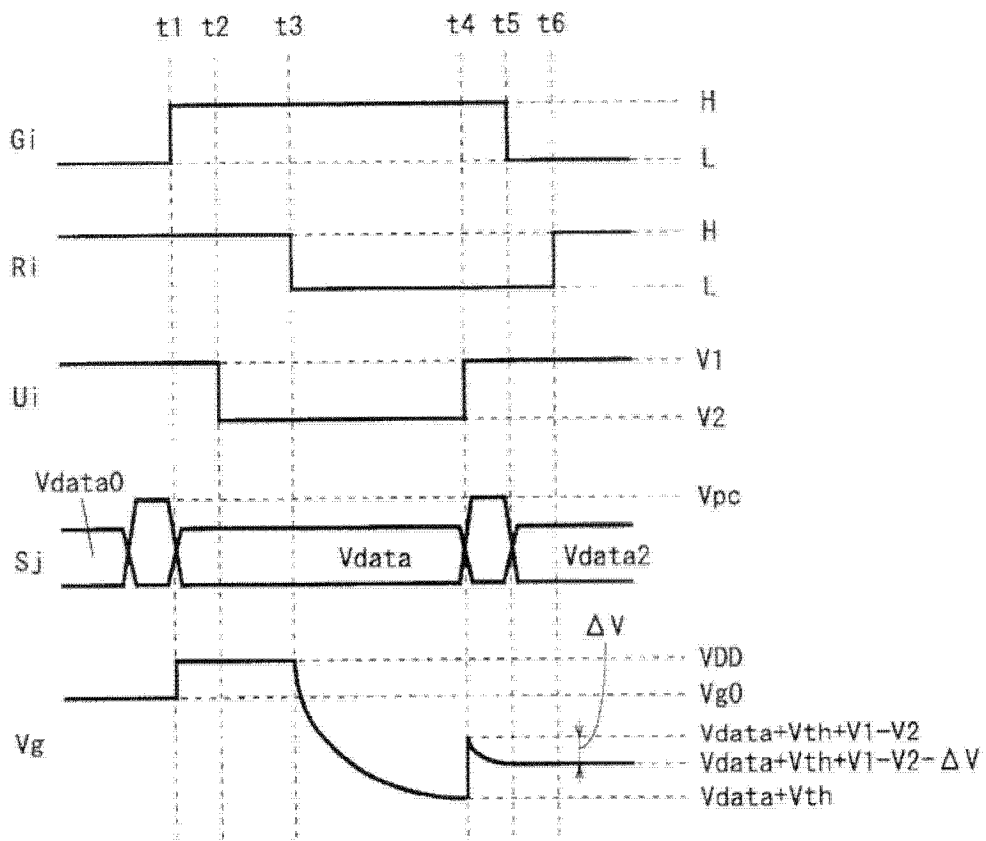 t1 t2 t3 t4 t5 t6
Gi
H
L
Ri
H
L
Ui
V1
V2
Vdata0
Vpc
Sj
Vdata
Vdata2
ΔV
VDD
Vg0
Vg
Vdata+Vth+V1-V2
Vdata+Vth+V1-V2-ΔV
Vdata+Vth